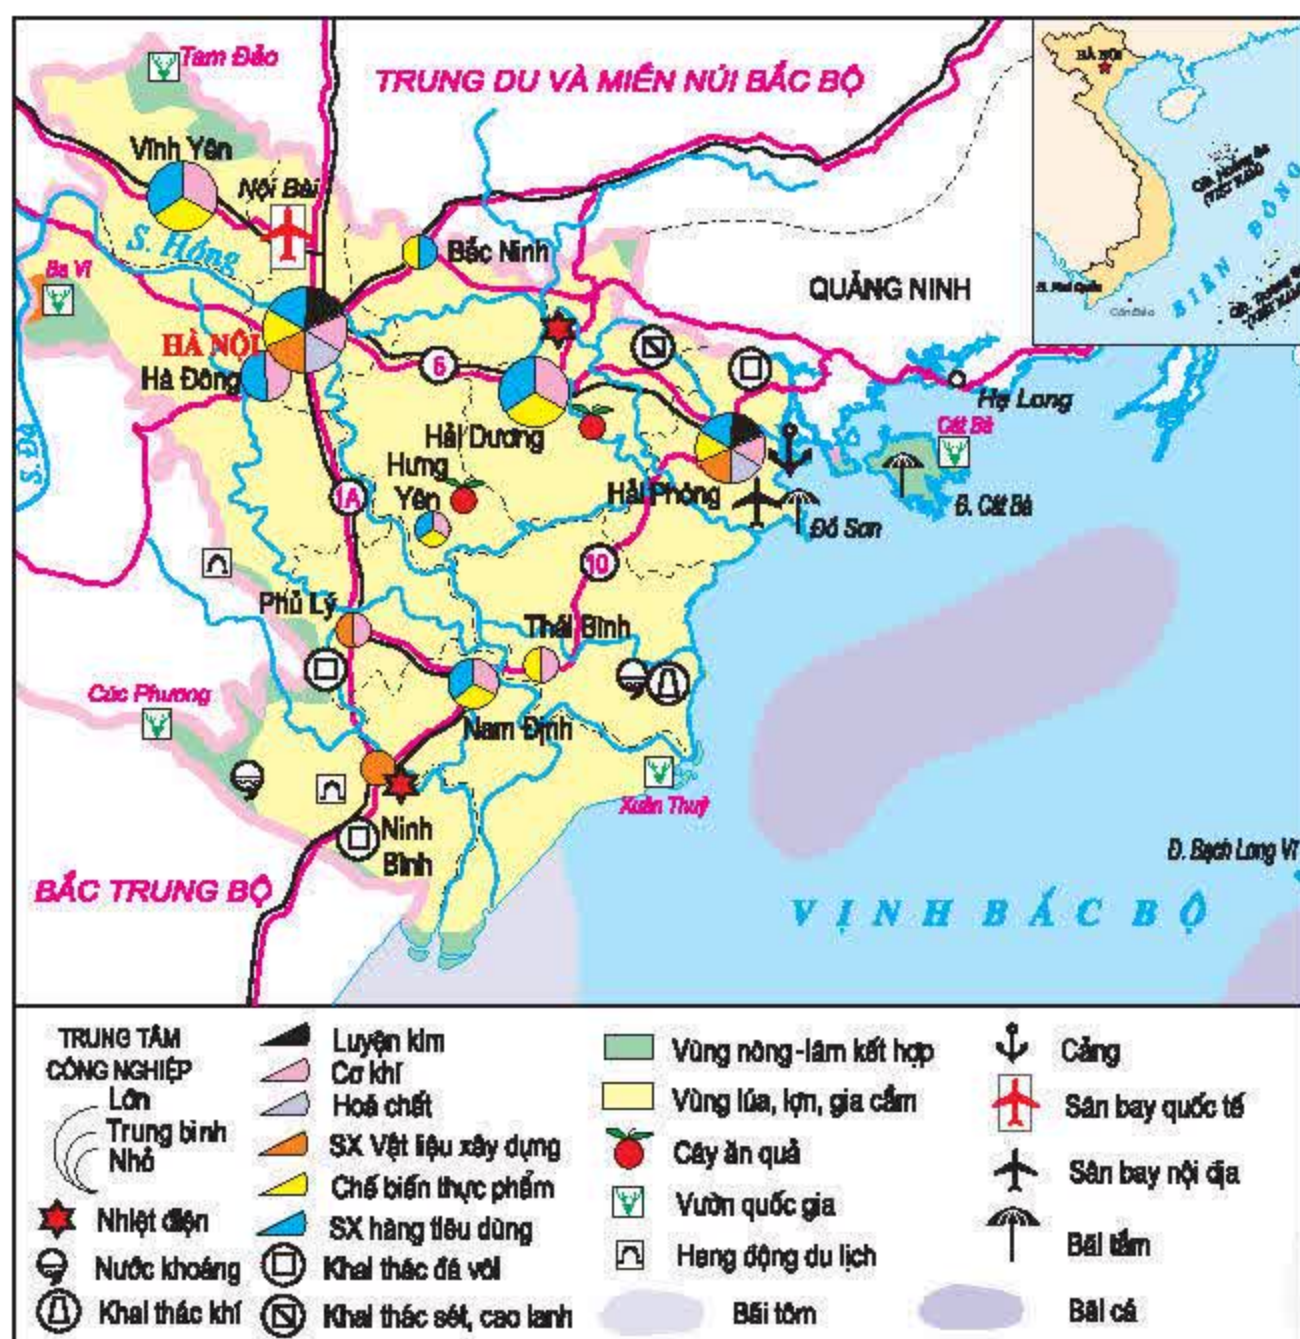 Tam Đảo
TRUNG DU VÀ MIỀN NÚI BẮC BỘ
HÀ NỘI
Vĩnh Yên
Nội Bài
S. Hồng
Bắc Ninh
BIỂN ĐÔNG
Ba Vì
QUẢNG NINH
HÀ NỘI
Hà Đông
6
Hạ Long
Hải Dương
Cát Bà
S. Đà
Hưng
Yên
1A
Hải Phòng
Đ. Cát Bà
Đồ Sơn
10
Phủ Lý
Thái Bình
Cúc Phương
Nam Định
Xuân Thuỷ
Ninh
Bình
Đ. Bạch Long Vĩ
BẮC TRUNG BỘ
VỊNH BẮC BỘ
TRUNG TÂM
CÔNG NGHIỆP
Lớn
Trung bình
Nhỏ
Nhiệt điện
Nước khoáng
Khai thác khí
Luyện kim
Cơ khí
Hoá chất
SX Vật liệu xây dựng
Chế biến thực phẩm
SX hàng tiêu dùng
Khai thác đá vôi
Khai thác sét, cao lanh
Vùng nông-lâm kết hợp
Vùng lúa, lợn, gia cầm
Cây ăn quả
Vườn quốc gia
Hang động du lịch
Bãi tôm
Cảng
Sân bay quốc tế
Sân bay nội địa
Bãi tắm
Bãi cá